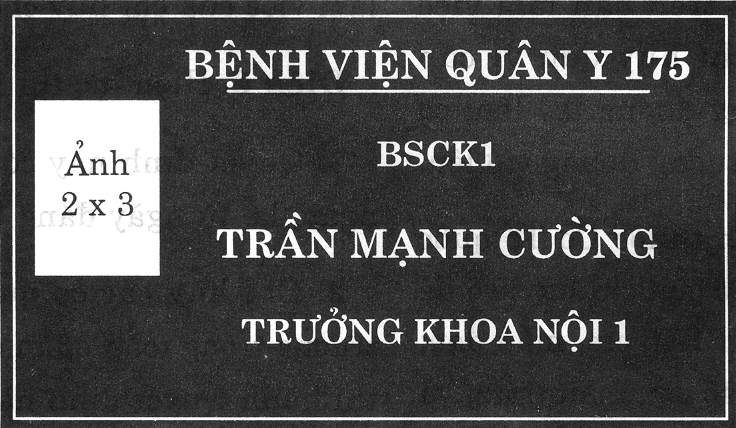 BỆNH VIỆN QUÂN Y 175
Ảnh
2 x 3
BSCK1
TRẦN MẠNH CƯỜNG
TRƯỞNG KHOA NỘI 1